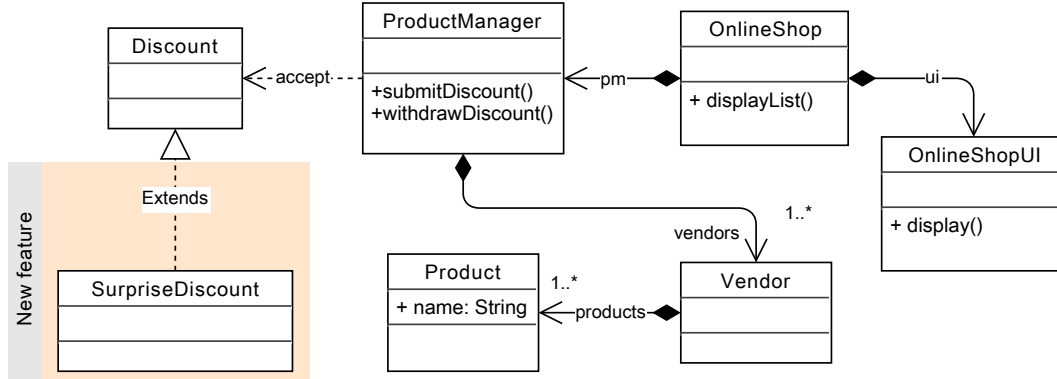 Discount
ProductManager
+submitDiscount()
+withdrawDiscount()
OnlineShop
+ displayList()
accept
pm
ui
OnlineShopUI
+ display()
New feature
Extends
SurpriseDiscount
1..*
vendors
Product
+ name: String
1..*
products
Vendor